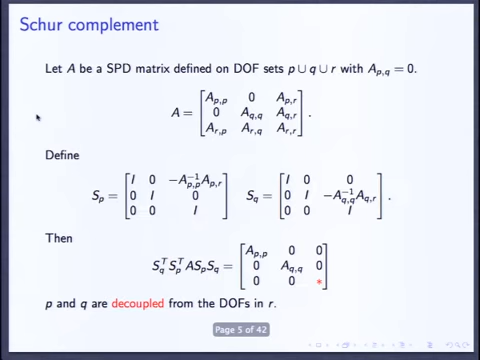 Schur complement
Let A be a SPD matrix defined on DOF sets p ∪ q ∪ r with A_{p,q} = 0.
A = [ A_{p,p} 0 A_{p,r} ; 0 A_{q,q} A_{q,r} ; A_{r,p} A_{r,q} A_{r,r} ] .
Define
S_p = [ I 0 −A_{p,p}^{−1}A_{p,r} ; 0 I 0 ; 0 0 I ] S_q = [ I 0 0 ; 0 I −A_{q,q}^{−1}A_{q,r} ; 0 0 I ] .
Then
S_q^T S_p^T A S_p S_q = [ A_{p,p} 0 0 ; 0 A_{q,q} 0 ; 0 0 * ]
p and q are decoupled from the DOFs in r.
Page 5 of 42